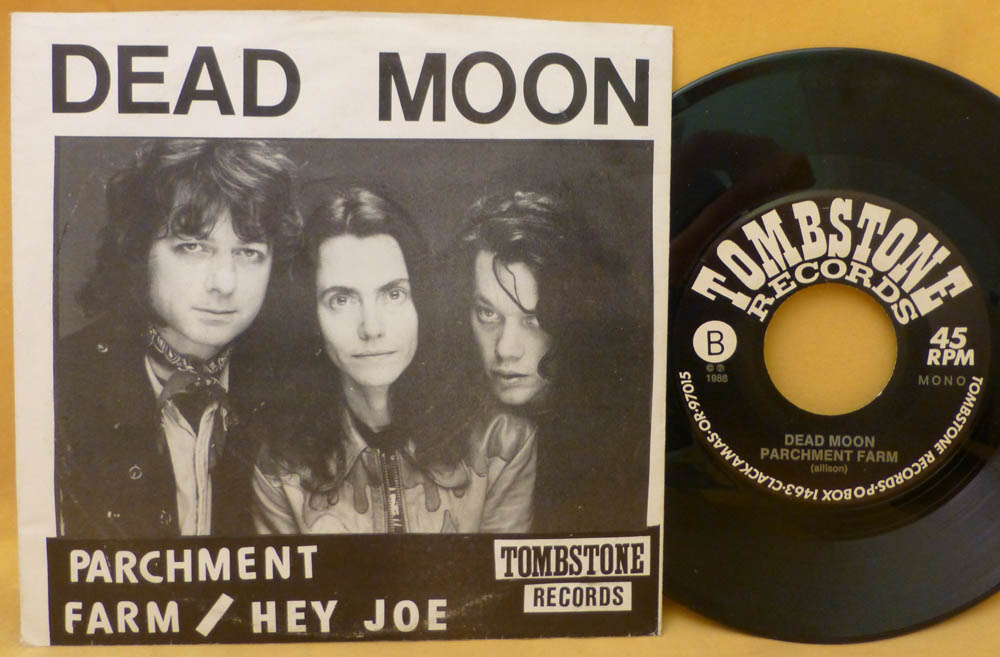 DEAD MOON
PARCHMENT
FARM / HEY JOE
TOMBSTONE
RECORDS
TOMBSTONE
RECORDS
B
℗ 1988
45
RPM
MONO
DEAD MOON
PARCHMENT FARM
(allison)
TOMBSTONE RECORDS-PO BOX 1463-CLACKAMAS-OR-97015